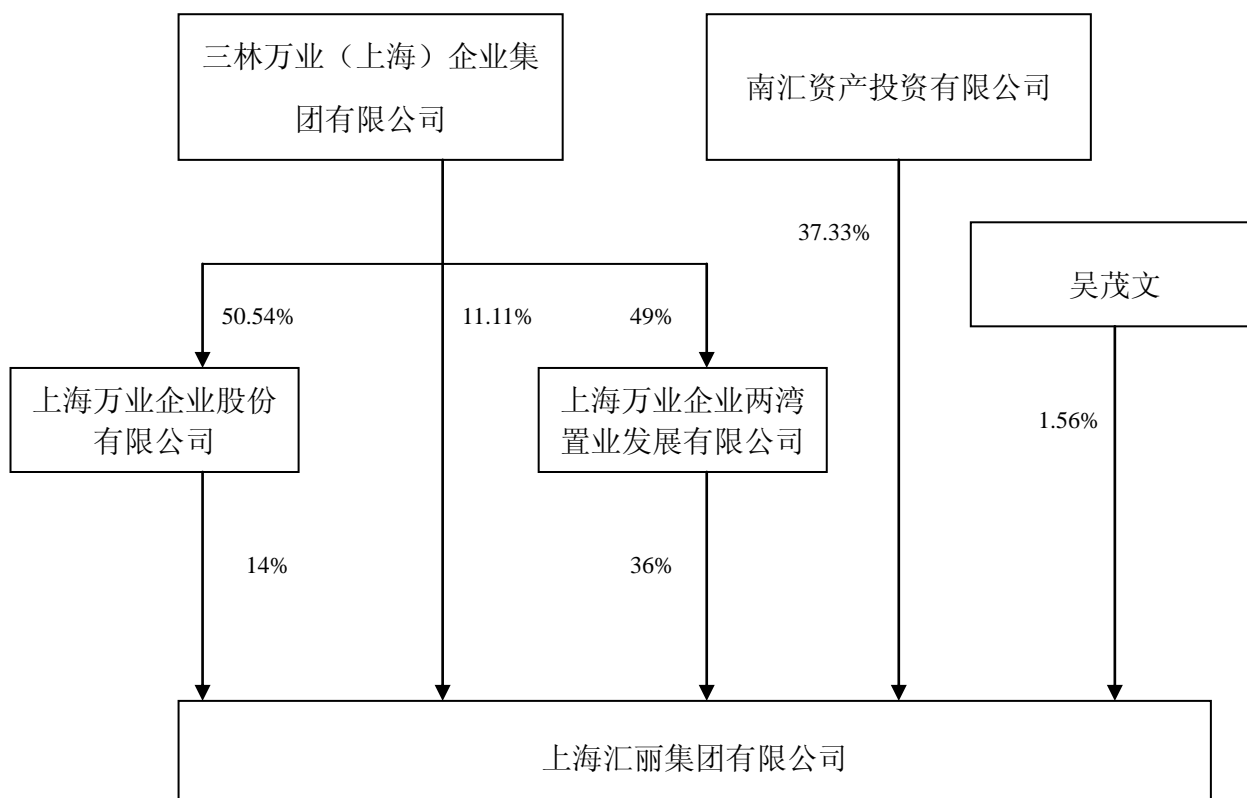 三林万业（上海）企业集
团有限公司
南汇资产投资有限公司
37.33%
吴茂文
50.54%
11.11%
49%
上海万业企业股份
有限公司
上海万业企业两湾
置业发展有限公司
1.56%
14%
36%
上海汇丽集团有限公司